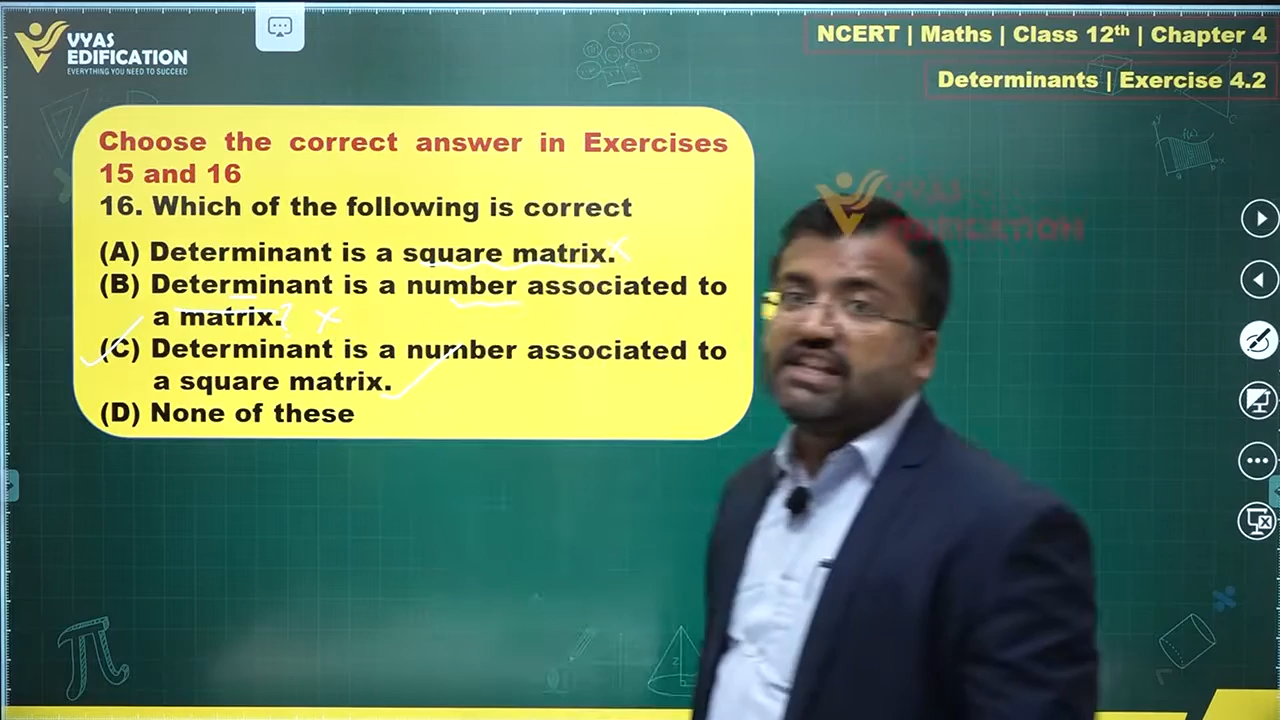 VYAS
EDIFICATION
EVERYTHING YOU NEED TO SUCCEED
NCERT | Maths | Class 12th | Chapter 4
Determinants | Exercise 4.2
Choose the correct answer in Exercises
15 and 16
16. Which of the following is correct
(A) Determinant is a square matrix.
(B) Determinant is a number associated to
a matrix.?
(C) Determinant is a number associated to
a square matrix.
(D) None of these
VYAS
EDIFICATION